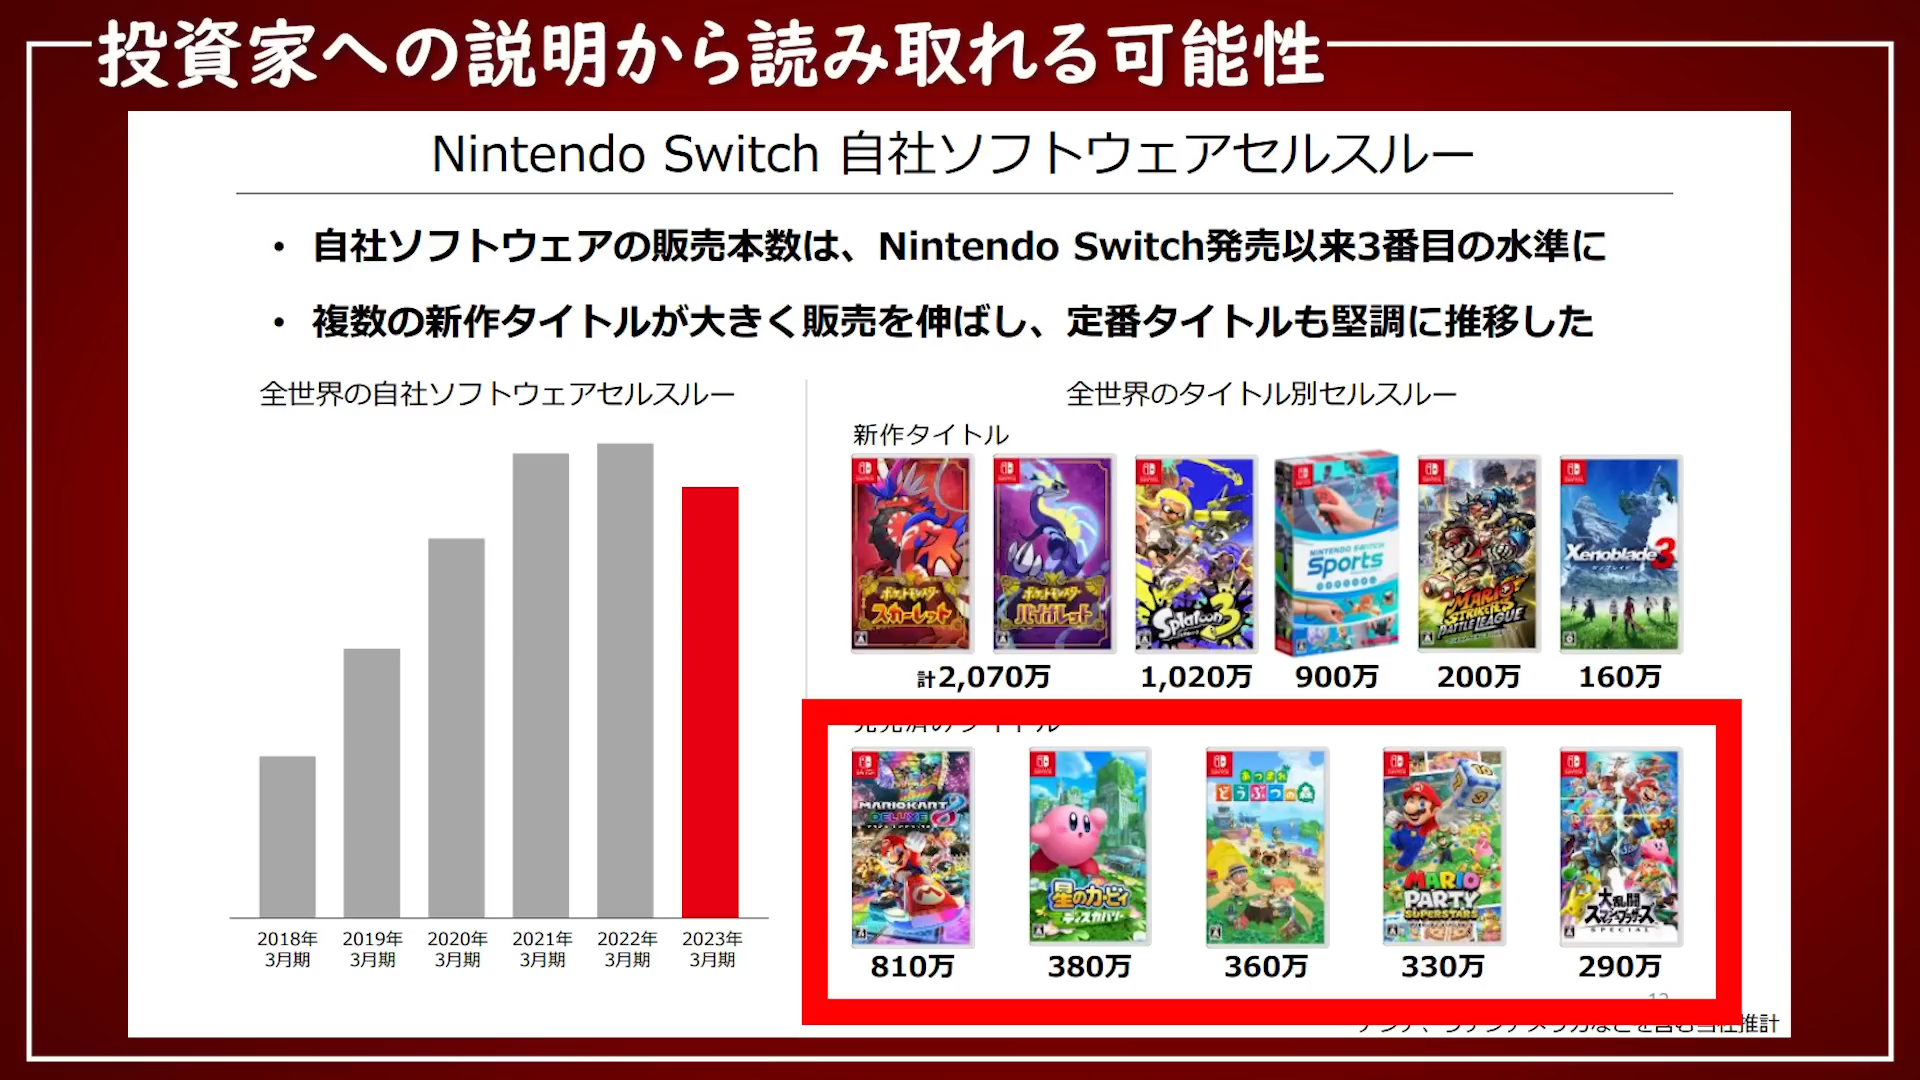 投資家への説明から読み取れる可能性
Nintendo Switch 自社ソフトウェアセルスルー
• 自社ソフトウェアの販売本数は、Nintendo Switch発売以来3番目の水準に
• 複数の新作タイトルが大きく販売を伸ばし、定番タイトルも堅調に推移した
全世界の自社ソフトウェアセルスルー
全世界のタイトル別セルスルー
新作タイトル
ポケットモンスター
スカーレット
ポケットモンスター
バイオレット
Splatoon 3
NINTENDO SWITCH
Sports
MARIO
STRIKERS
BATTLE LEAGUE
Xenoblade 3
計2,070万
1,020万
900万
200万
160万
発売済みタイトル
MARIOKART 8
DELUXE
星のカービィ
ディスカバリー
あつまれ
どうぶつの森
MARIO
PARTY
SUPERSTARS
大乱闘
スマッシュブラザーズ
SPECIAL
810万
380万
360万
330万
290万
2018年
3月期
2019年
3月期
2020年
3月期
2021年
3月期
2022年
3月期
2023年
3月期
当社推計